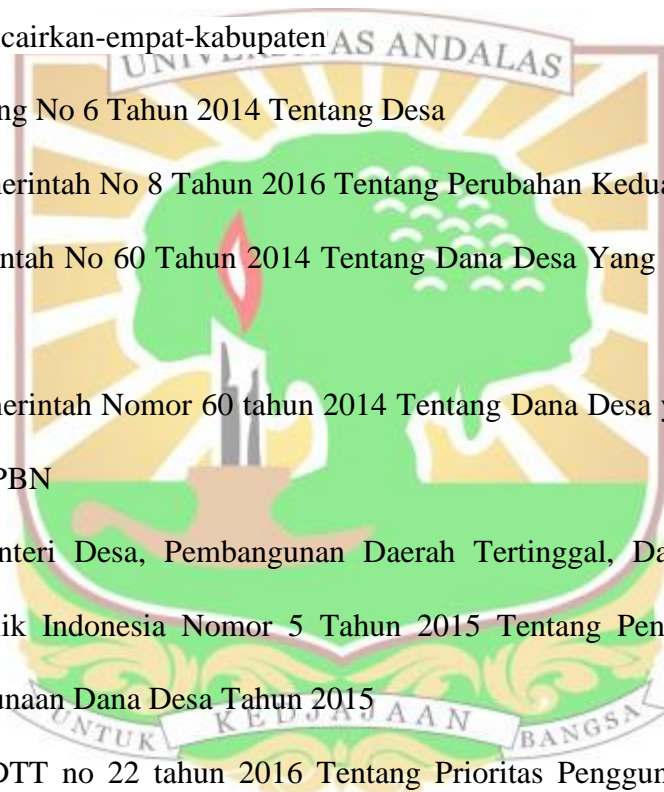 cairkan-empat-kabupaten
UNIVERSITAS ANDALAS
ng No 6 Tahun 2014 Tentang Desa
erintah No 8 Tahun 2016 Tentang Perubahan Kedua
ntah No 60 Tahun 2014 Tentang Dana Desa Yang
erintah Nomor 60 tahun 2014 Tentang Dana Desa y
PBN
nteri Desa, Pembangunan Daerah Tertinggal, Da
lik Indonesia Nomor 5 Tahun 2015 Tentang Pen
unaan Dana Desa Tahun 2015
UNTUK KEDJAJAAN BANGSA
DTT no 22 tahun 2016 Tentang Prioritas Penggun